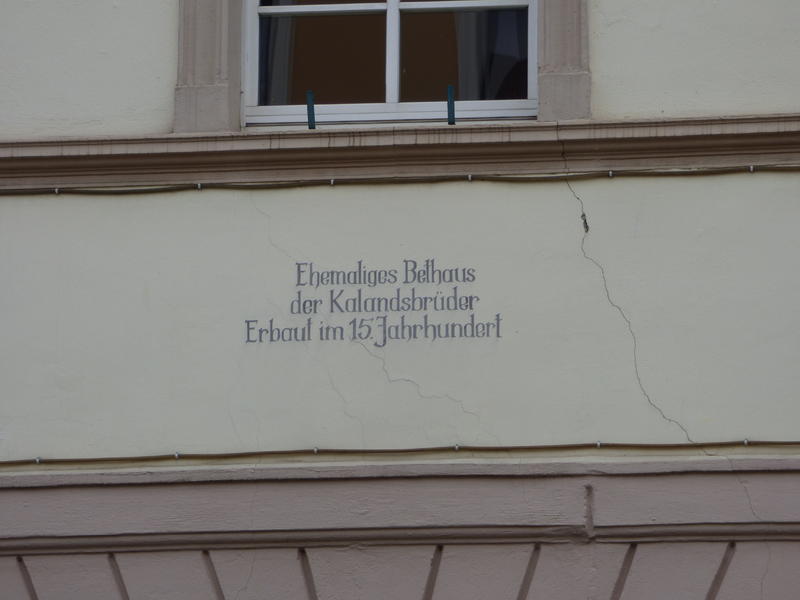 Ehemaliges Bethaus
der Kalandsbrüder
Erbaut im 15. Jahrhundert